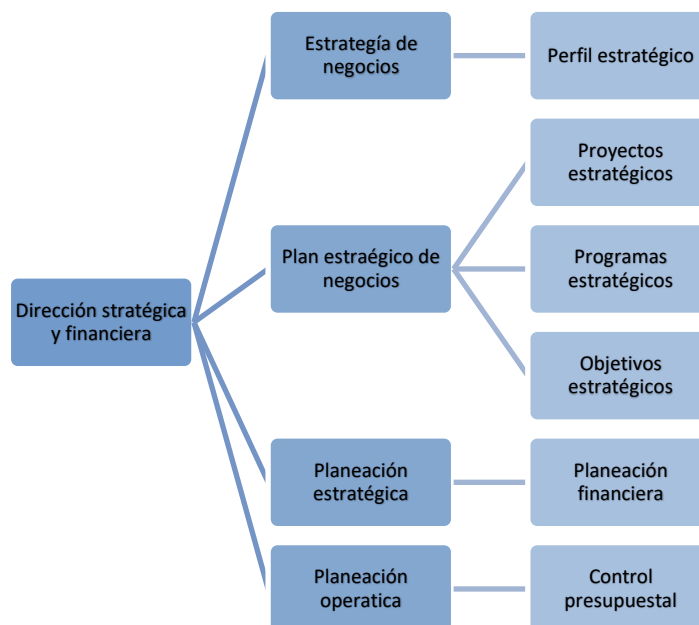 Estrategía de
negocios
Perfil estratégico
Proyectos
estratégicos
Plan estraégico de
negocios
Programas
estratégicos
Dirección stratégica
y financiera
Objetivos
estratégicos
Planeación
estratégica
Planeación
financiera
Planeación
operatica
Control
presupuestal